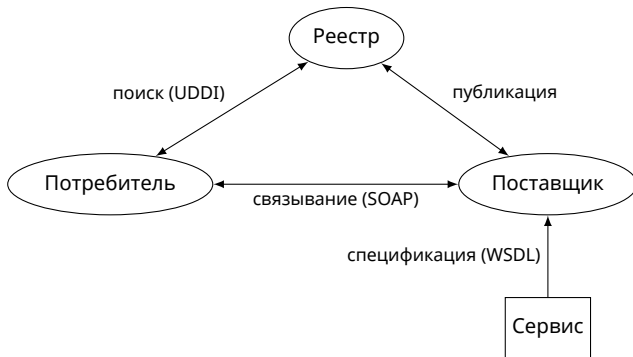 Реестр
поиск (UDDI)
публикация
Потребитель
Поставщик
связывание (SOAP)
спецификация (WSDL)
Сервис